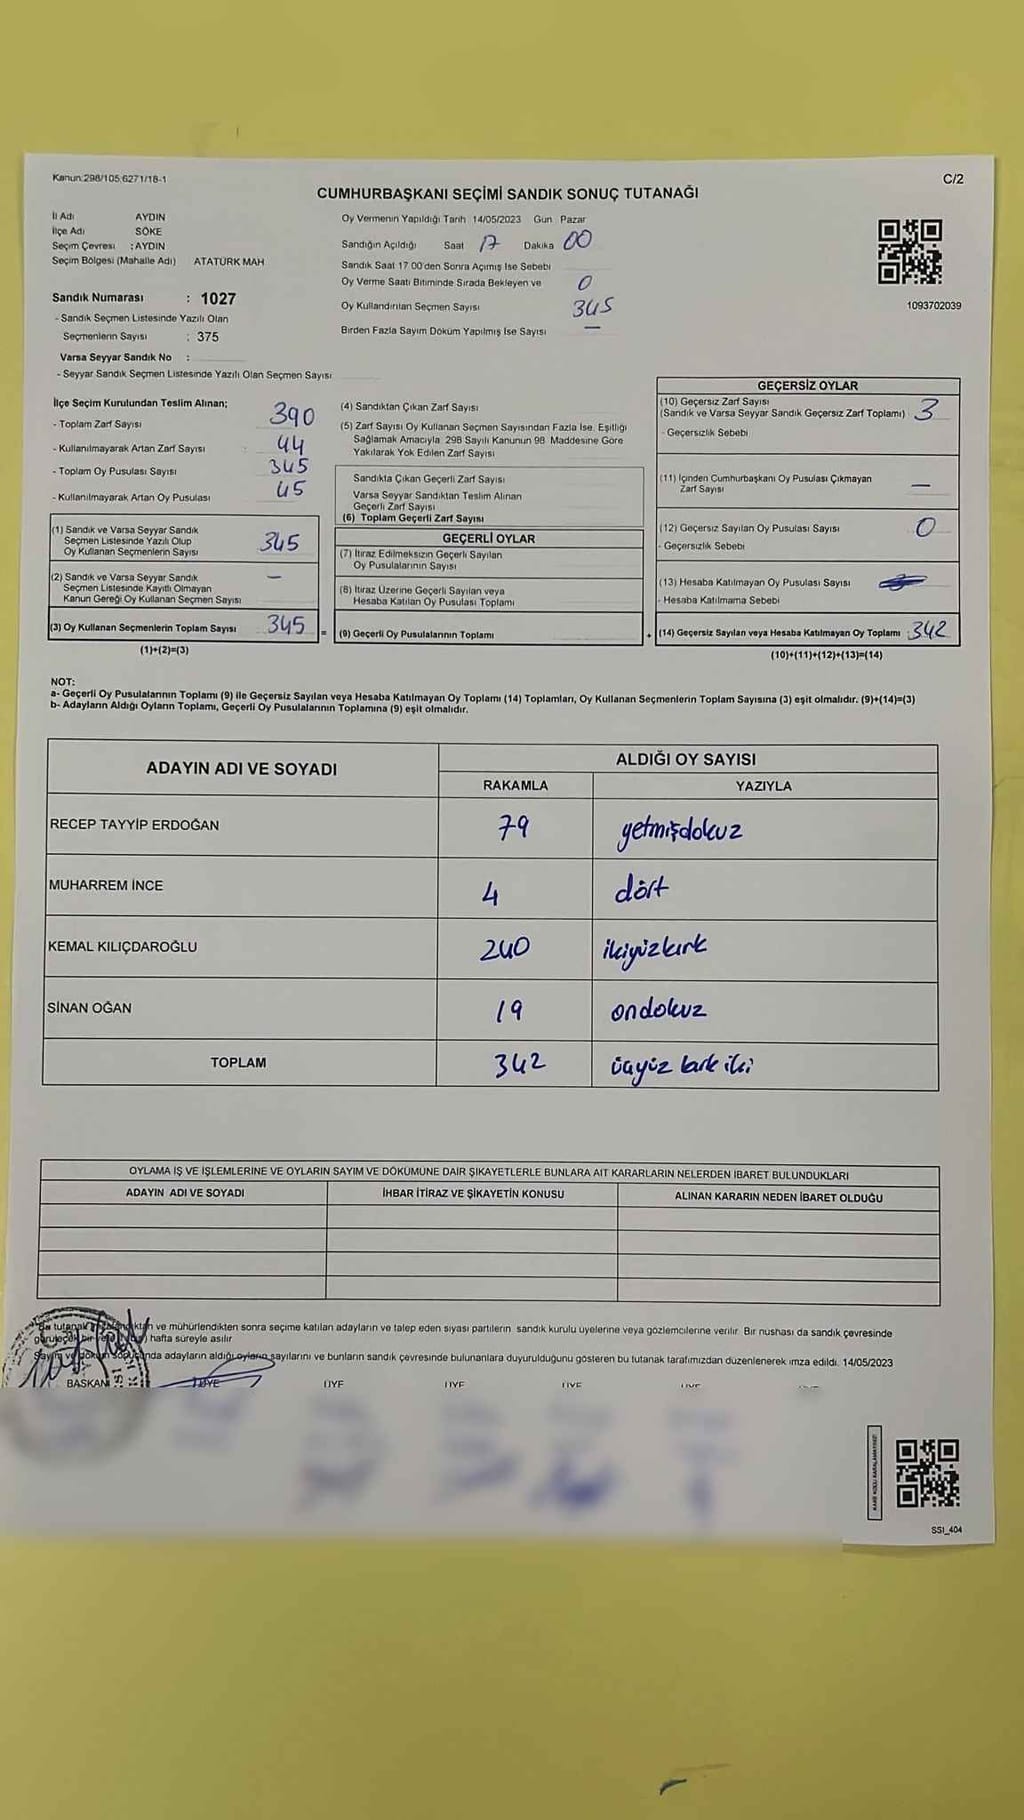 Kanun:298/105;6271/18-1
C/2
CUMHURBAŞKANI SEÇİMİ SANDIK SONUÇ TUTANAĞI
İl Adı AYDIN
İlçe Adı SÖKE
Seçim Çevresi : AYDIN
Seçim Bölgesi (Mahalle Adı) ATATÜRK MAH
Sandık Numarası : 1027
- Sandık Seçmen Listesinde Yazılı Olan
Seçmenlerin Sayısı : 375
Varsa Seyyar Sandık No :
- Seyyar Sandık Seçmen Listesinde Yazılı Olan Seçmen Sayısı
Oy Vermenin Yapıldığı Tarih 14/05/2023 Gün Pazar
Sandığın Açıldığı Saat 17 Dakika 00
Sandık Saat 17 00'den Sonra Açımış İse Sebebi
Oy Verme Saati Bitiminde Sırada Bekleyen ve 0
Oy Kullandırılan Seçmen Sayısı 345
Birden Fazla Sayım Döküm Yapılmış İse Sayısı —
1093702039
İlçe Seçim Kurulundan Teslim Alınan;
- Toplam Zarf Sayısı 390
- Kullanılmayarak Artan Zarf Sayısı : 44
- Toplam Oy Pusulası Sayısı 345
- Kullanılmayarak Artan Oy Pusulası 45
(1) Sandık ve Varsa Seyyar Sandık
Seçmen Listesinde Yazılı Olup
Oy Kullanan Seçmenlerin Sayısı 345
(2) Sandık ve Varsa Seyyar Sandık —
Seçmen Listesinde Kayıtlı Olmayan
Kanun Gereği Oy Kullanan Seçmen Sayısı
(3) Oy Kullanan Seçmenlerin Toplam Sayısı 345 =
(1)+(2)=(3)
(4) Sandıktan Çıkan Zarf Sayısı
(5) Zarf Sayısı Oy Kullanan Seçmen Sayısından Fazla İse, Eşitliği
Sağlamak Amacıyla 298 Sayılı Kanunun 98 Maddesine Göre
Yakılarak Yok Edilen Zarf Sayısı
Sandıkta Çıkan Geçerli Zarf Sayısı
Varsa Seyyar Sandıktan Teslim Alınan
Geçerli Zarf Sayısı
(6) Toplam Geçerli Zarf Sayısı
GEÇERLİ OYLAR
(7) İtiraz Edilmeksizin Geçerli Sayılan
Oy Pusulalarının Sayısı
(8) İtiraz Üzerine Geçerli Sayılan veya
Hesaba Katılan Oy Pusulası Toplamı
(9) Geçerli Oy Pusulalarının Toplamı +
GEÇERSİZ OYLAR
(10) Geçersiz Zarf Sayısı
(Sandık ve Varsa Seyyar Sandık Geçersiz Zarf Toplamı) 3
- Geçersizlik Sebebi
(11) İçinden Cumhurbaşkanı Oy Pusulası Çıkmayan
Zarf Sayısı —
(12) Geçersiz Sayılan Oy Pusulası Sayısı 0
- Geçersizlik Sebebi
(13) Hesaba Katılmayan Oy Pusulası Sayısı
- Hesaba Katılmama Sebebi
(14) Geçersiz Sayılan veya Hesaba Katılmayan Oy Toplamı : 342
(10)+(11)+(12)+(13)=(14)
NOT:
a- Geçerli Oy Pusulalarının Toplamı (9) ile Geçersiz Sayılan veya Hesaba Katılmayan Oy Toplamı (14) Toplamları, Oy Kullanan Seçmenlerin Toplam Sayısına (3) eşit olmalıdır. (9)+(14)=(3)
b- Adayların Aldığı Oyların Toplamı, Geçerli Oy Pusulalarının Toplamına (9) eşit olmalıdır.
ADAYIN ADI VE SOYADI ALDIĞI OY SAYISI
RAKAMLA YAZIYLA
RECEP TAYYİP ERDOĞAN 79 yetmişdokuz
MUHARREM İNCE 4 dört
KEMAL KILIÇDAROĞLU 240 ikiyüzkırk
SİNAN OĞAN 19 ondokuz
TOPLAM 342 üçyüz kırk iki
OYLAMA İŞ VE İŞLEMLERİNE VE OYLARIN SAYIM VE DÖKÜMÜNE DAİR ŞİKAYETLERLE BUNLARA AİT KARARLARIN NELERDEN İBARET BULUNDUKLARI
ADAYIN ADI VE SOYADI İHBAR İTİRAZ VE ŞİKAYETİN KONUSU ALINAN KARARIN NEDEN İBARET OLDUĞU
tutanak ve mühürlendikten sonra seçime katılan adayların ve talep eden siyasi partilerin sandık kurulu üyelerine veya gözlemcilerine verilir. Bir nushası da sandık çevresinde
hafta süreyle asılır
adayların aldığı oyların sayılarını ve bunların sandık çevresinde bulunanlara duyurulduğunu gösteren bu tutanak tarafımızdan düzenlenerek imza edildi. 14/05/2023
BAŞKAN ÜYE ÜYE ÜYE ÜYE
SSI_404